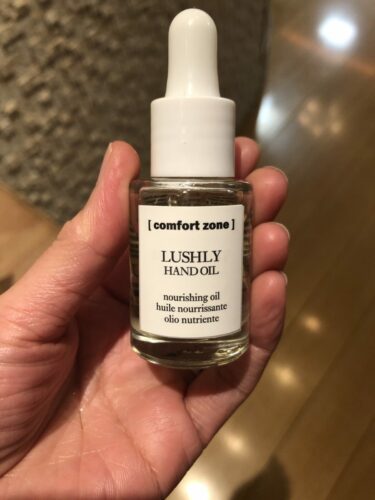 [ comfort zone ]
LUSHLY
HAND OIL
nourishing oil
huile nourrissante
olio nutriente